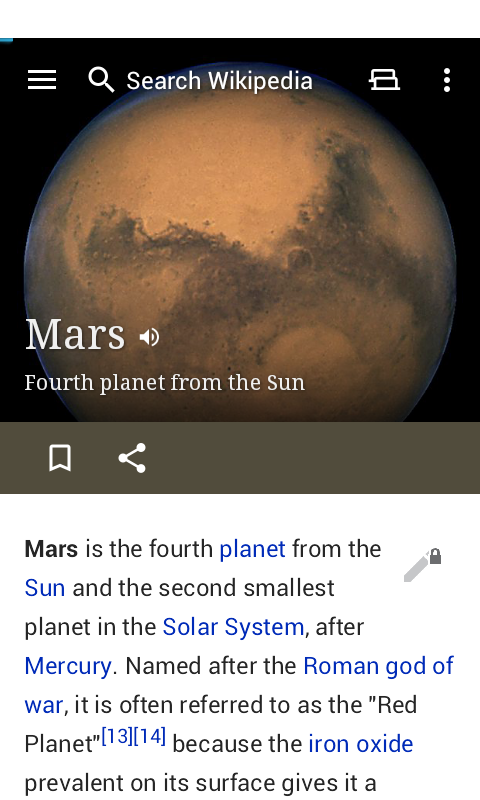 Search Wikipedia
Mars
Fourth planet from the Sun
Mars is the fourth planet from the
Sun and the second smallest
planet in the Solar System, after
Mercury. Named after the Roman god of
war, it is often referred to as the "Red
Planet"[13][14] because the iron oxide
prevalent on its surface gives it a